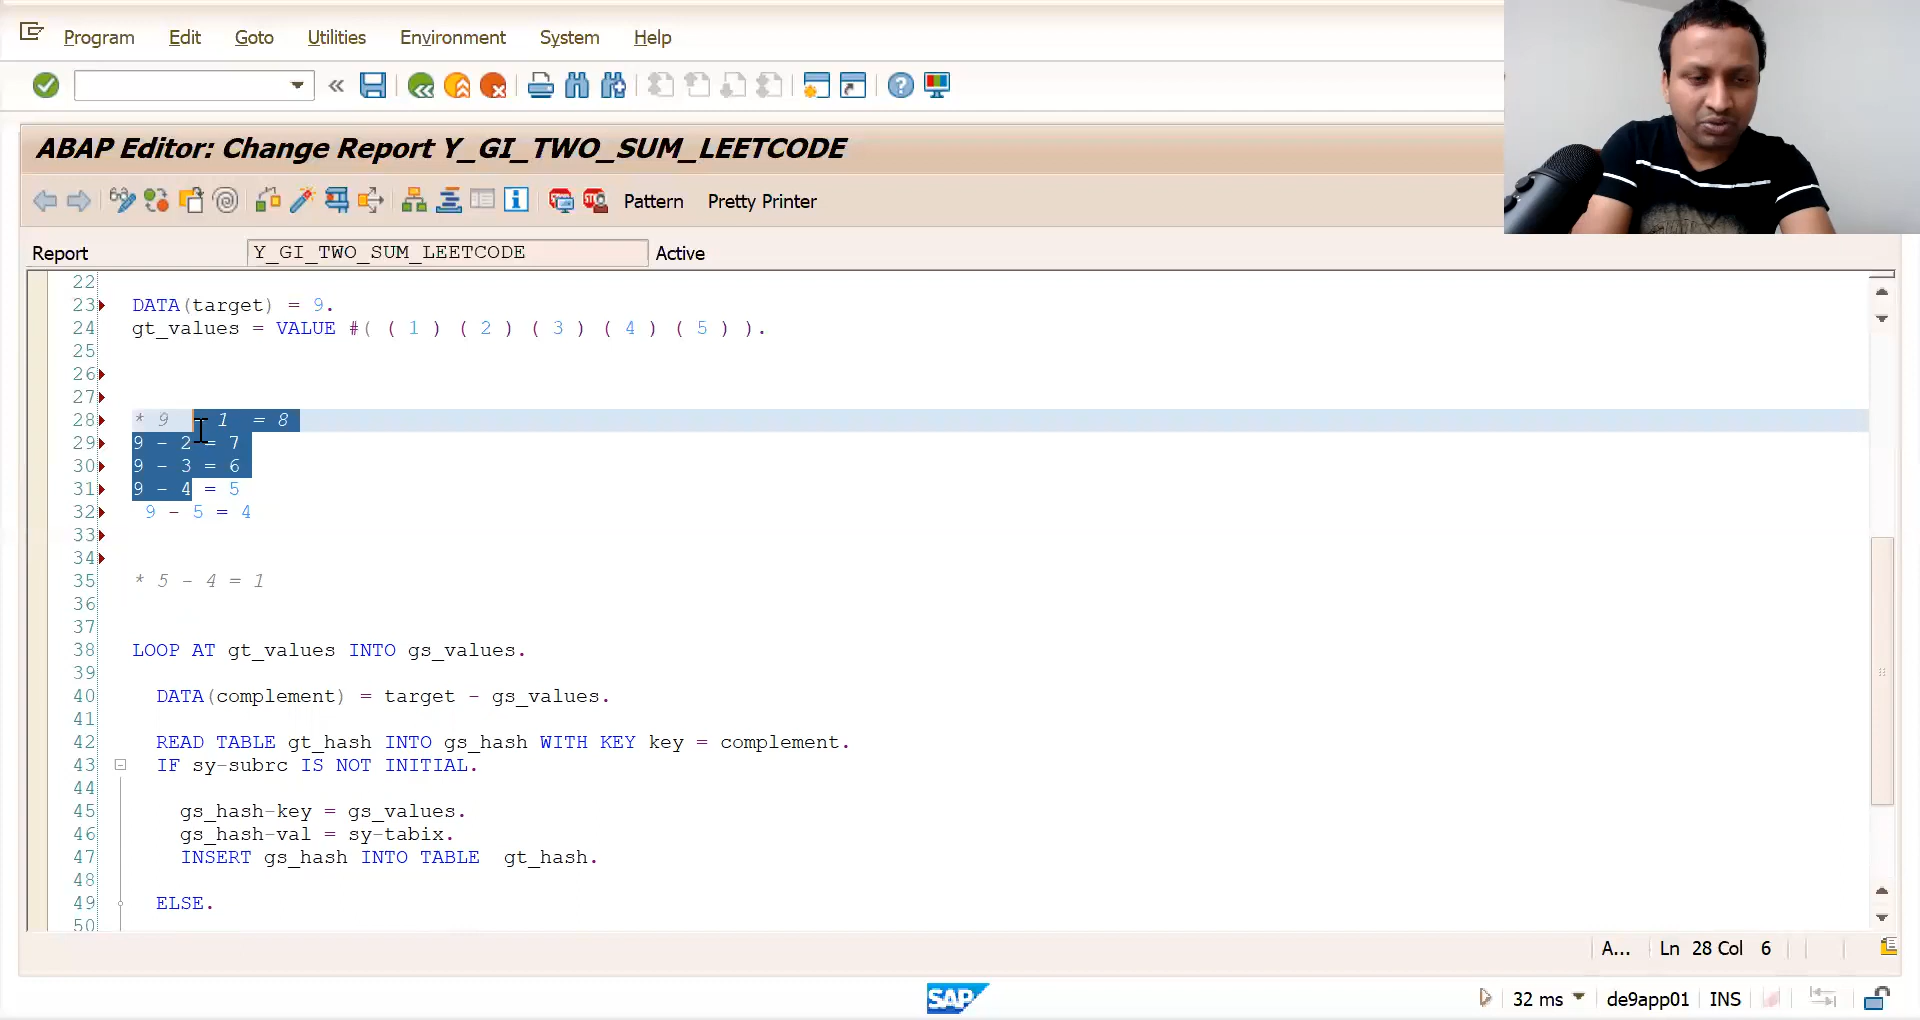 Program Edit Goto Utilities Environment System Help
ABAP Editor: Change Report Y_GI_TWO_SUM_LEETCODE
Pattern Pretty Printer
Report Y_GI_TWO_SUM_LEETCODE Active
22
23 DATA(target) = 9.
24 gt_values = VALUE #( ( 1 ) ( 2 ) ( 3 ) ( 4 ) ( 5 ) ).
25
26
27
28 * 9 - 1 = 8
29 9 - 2 = 7
30 9 - 3 = 6
31 9 - 4 = 5
32 9 - 5 = 4
33
34
35 * 5 - 4 = 1
36
37
38 LOOP AT gt_values INTO gs_values.
39
40 DATA(complement) = target - gs_values.
41
42 READ TABLE gt_hash INTO gs_hash WITH KEY key = complement.
43 IF sy-subrc IS NOT INITIAL.
44
45 gs_hash-key = gs_values.
46 gs_hash-val = sy-tabix.
47 INSERT gs_hash INTO TABLE gt_hash.
48
49 ELSE.
50
A... Ln 28 Col 6
SAP 32 ms de9app01 INS